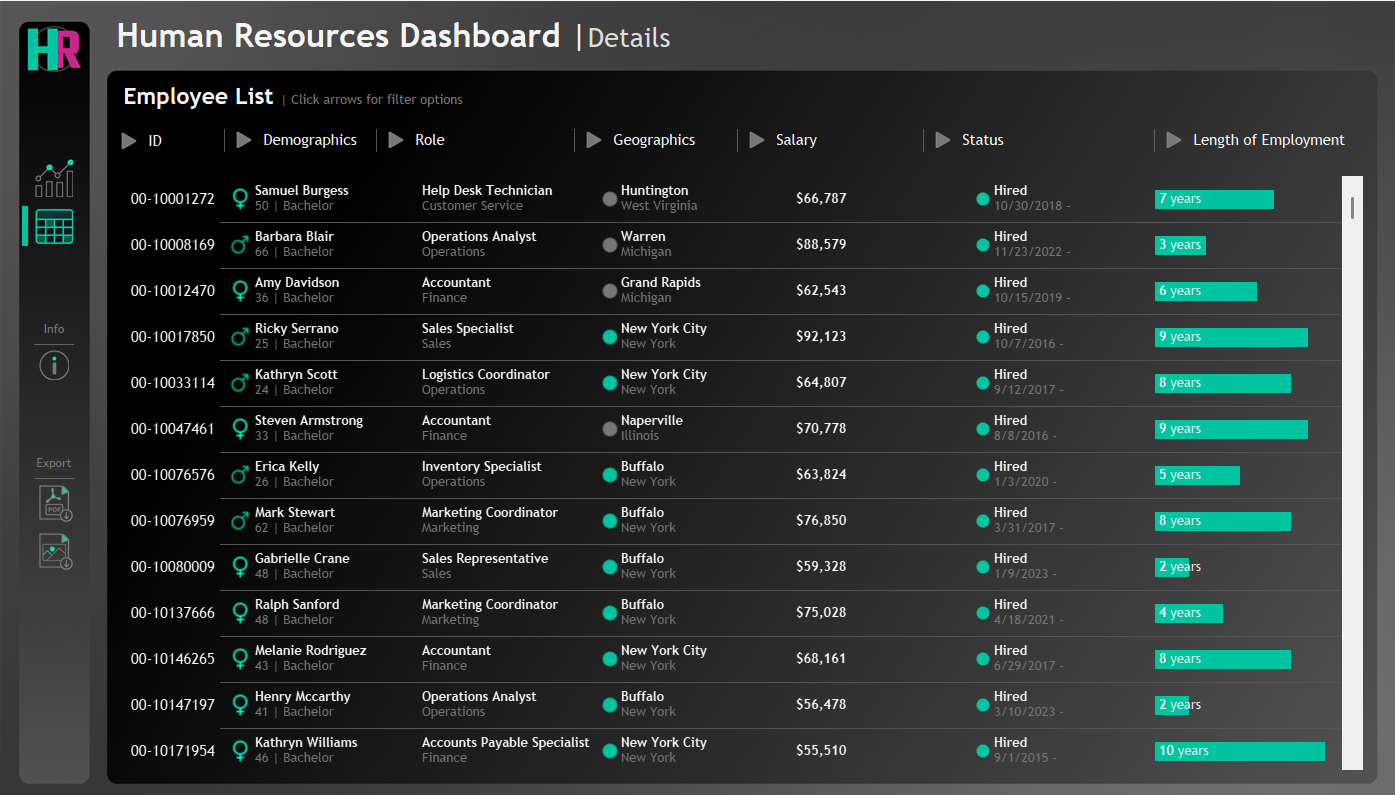 HR
Human Resources Dashboard | Details
Employee List | Click arrows for filter options
ID Demographics Role Geographics Salary Status Length of Employment
00-10001272 Samuel Burgess Help Desk Technician Huntington $66,787 Hired 7 years
50 | Bachelor Customer Service West Virginia 10/30/2018 -
00-10008169 Barbara Blair Operations Analyst Warren $88,579 Hired 3 years
66 | Bachelor Operations Michigan 11/23/2022 -
00-10012470 Amy Davidson Accountant Grand Rapids $62,543 Hired 6 years
36 | Bachelor Finance Michigan 10/15/2019 -
00-10017850 Ricky Serrano Sales Specialist New York City $92,123 Hired 9 years
25 | Bachelor Sales New York 10/7/2016 -
00-10033114 Kathryn Scott Logistics Coordinator New York City $64,807 Hired 8 years
24 | Bachelor Operations New York 9/12/2017 -
00-10047461 Steven Armstrong Accountant Naperville $70,778 Hired 9 years
33 | Bachelor Finance Illinois 8/8/2016 -
00-10076576 Erica Kelly Inventory Specialist Buffalo $63,824 Hired 5 years
26 | Bachelor Operations New York 1/3/2020 -
00-10076959 Mark Stewart Marketing Coordinator Buffalo $76,850 Hired 8 years
62 | Bachelor Marketing New York 3/31/2017 -
00-10080009 Gabrielle Crane Sales Representative Buffalo $59,328 Hired 2 years
48 | Bachelor Sales New York 1/9/2023 -
00-10137666 Ralph Sanford Marketing Coordinator Buffalo $75,028 Hired 4 years
48 | Bachelor Marketing New York 4/18/2021 -
00-10146265 Melanie Rodriguez Accountant New York City $68,161 Hired 8 years
43 | Bachelor Finance New York 6/29/2017 -
00-10147197 Henry Mccarthy Operations Analyst Buffalo $56,478 Hired 2 years
41 | Bachelor Operations New York 3/10/2023 -
00-10171954 Kathryn Williams Accounts Payable Specialist New York City $55,510 Hired 10 years
46 | Bachelor Finance New York 9/1/2015 -
Info
i
Export
PDF